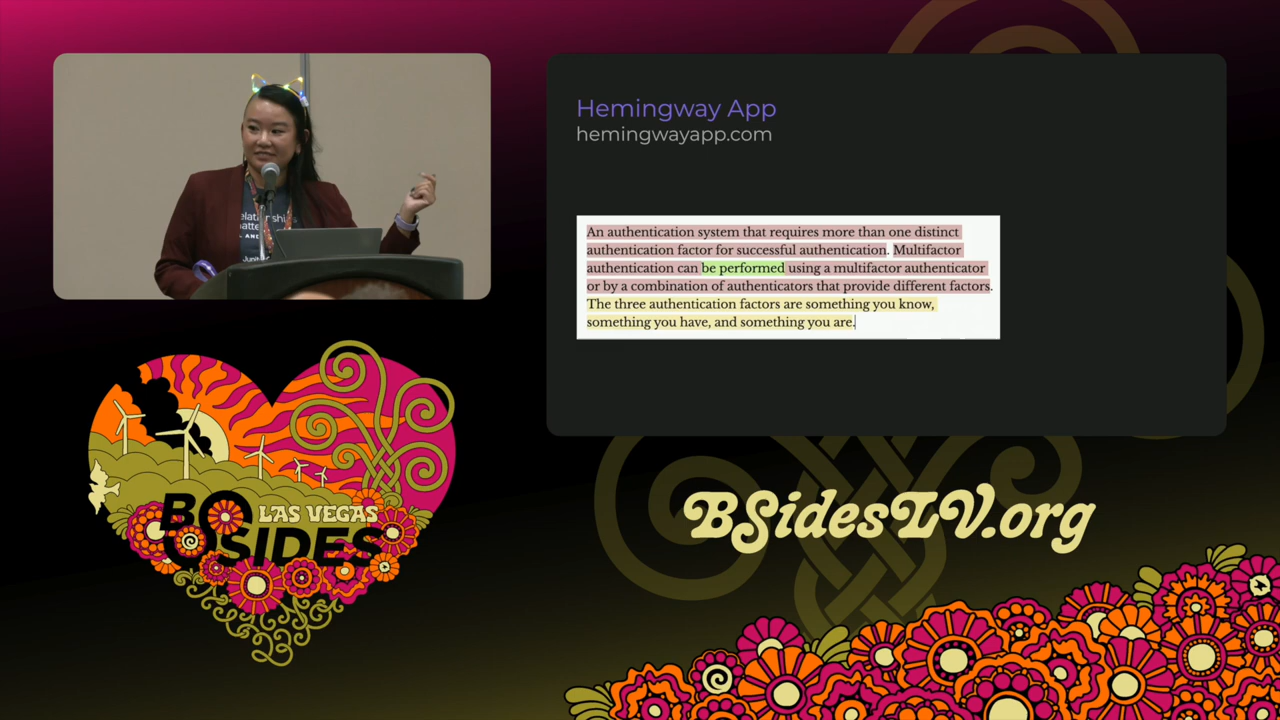 Hemingway App
hemingwayapp.com
An authentication system that requires more than one distinct
authentication factor for successful authentication. Multifactor
authentication can be performed using a multifactor authenticator
or by a combination of authenticators that provide different factors.
The three authentication factors are something you know,
something you have, and something you are.
LAS VEGAS
BSidesLV.org